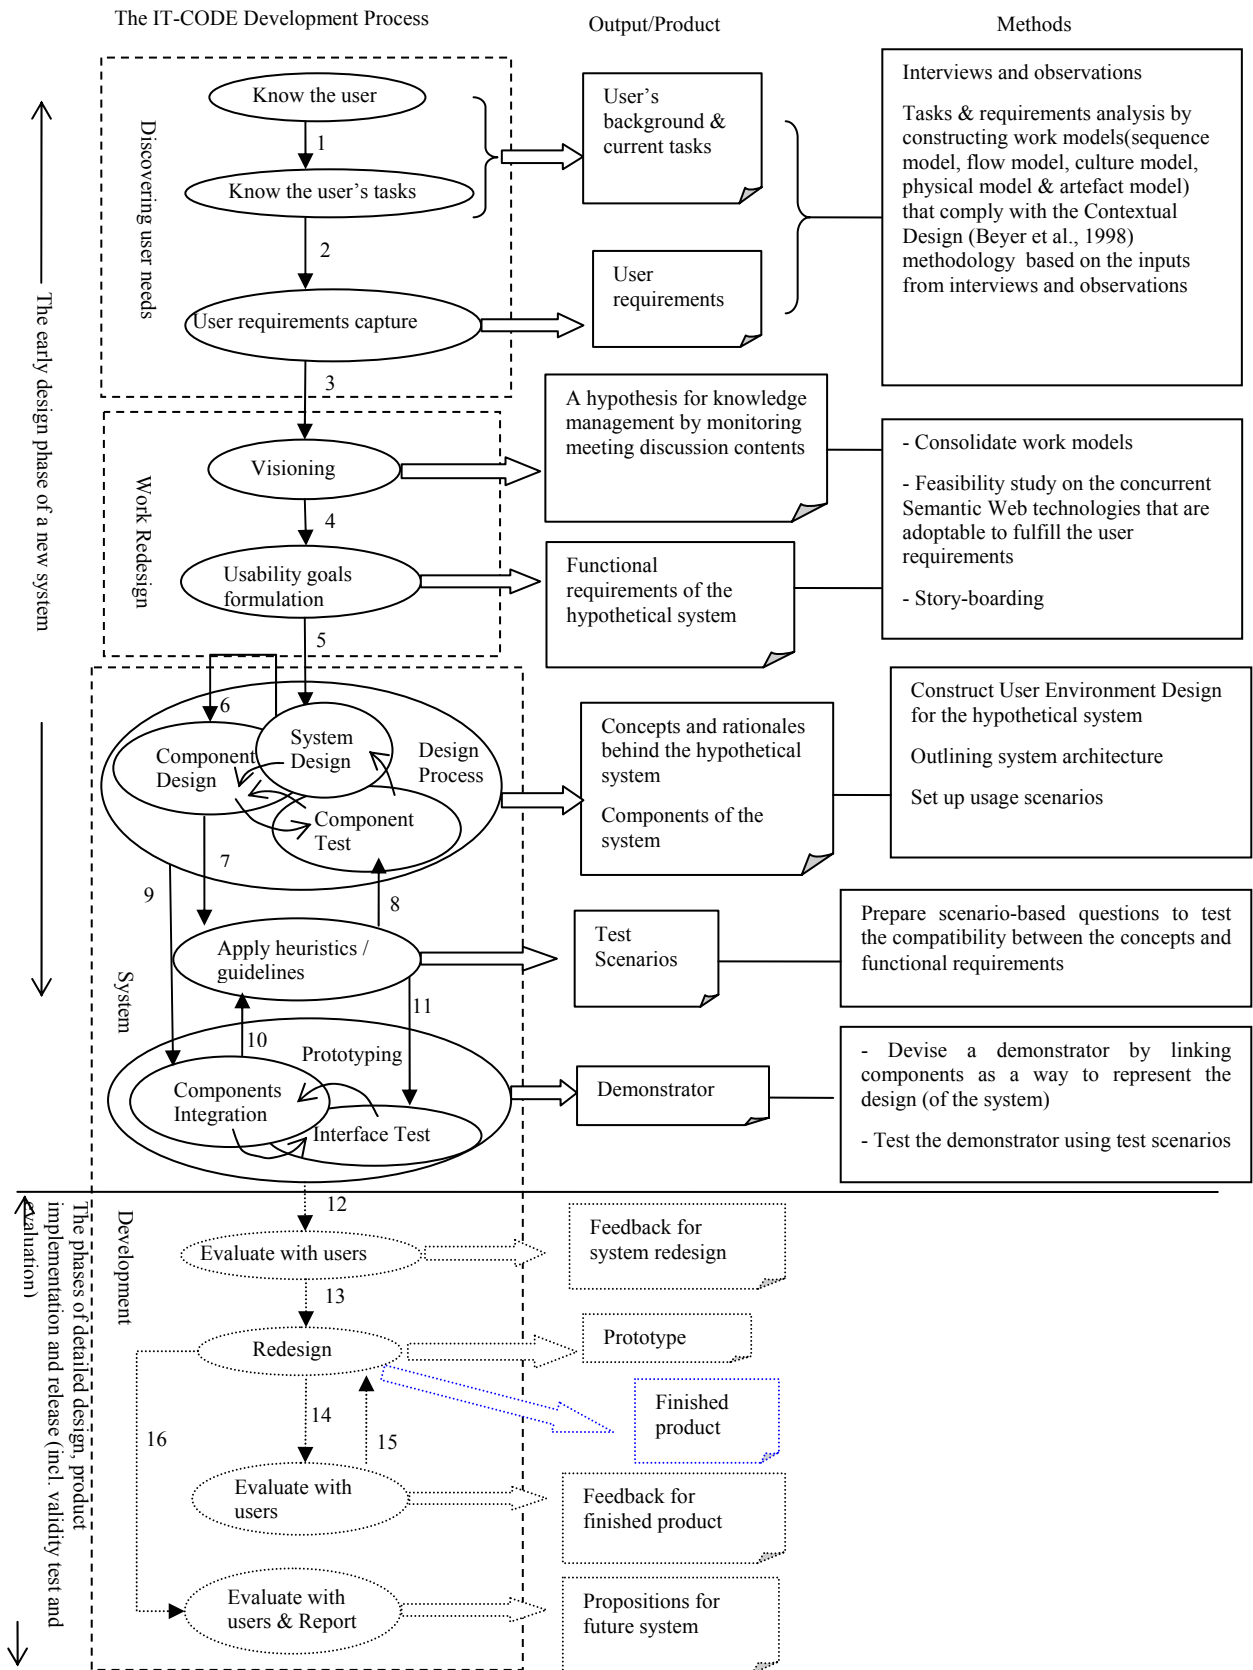 The IT-CODE Development Process
Output/Product
Methods
The early design phase of a new system
Discovering user needs
Know the user
1
Know the user's tasks
2
User requirements capture
3
User's
background &
current tasks
User
requirements
Interviews and observations
Tasks & requirements analysis by
constructing work models(sequence
model, flow model, culture model,
physical model & artefact model)
that comply with the Contextual
Design (Beyer et al., 1998)
methodology based on the inputs
from interviews and observations
Work Redesign
Visioning
4
Usability goals
formulation
5
A hypothesis for knowledge
management by monitoring
meeting discussion contents
Functional
requirements of the
hypothetical system
- Consolidate work models
- Feasibility study on the concurrent
Semantic Web technologies that are
adoptable to fulfill the user
requirements
- Story-boarding
System
6
System
Design
Component
Design
Design
Process
Component
Test
7
8
9
Concepts and rationales
behind the hypothetical
system
Components of the
system
Construct User Environment Design
for the hypothetical system
Outlining system architecture
Set up usage scenarios
Apply heuristics /
guidelines
10
11
Test
Scenarios
Prepare scenario-based questions to test
the compatibility between the concepts and
functional requirements
Prototyping
Components
Integration
Interface Test
Demonstrator
- Devise a demonstrator by linking
components as a way to represent the
design (of the system)
- Test the demonstrator using test scenarios
The phases of detailed design, product
implementation and release (incl. validity test and
evaluation)
Development
12
Evaluate with users
13
Redesign
14
15
16
Evaluate with
users
Evaluate with
users & Report
Feedback for
system redesign
Prototype
Finished
product
Feedback for
finished product
Propositions for
future system